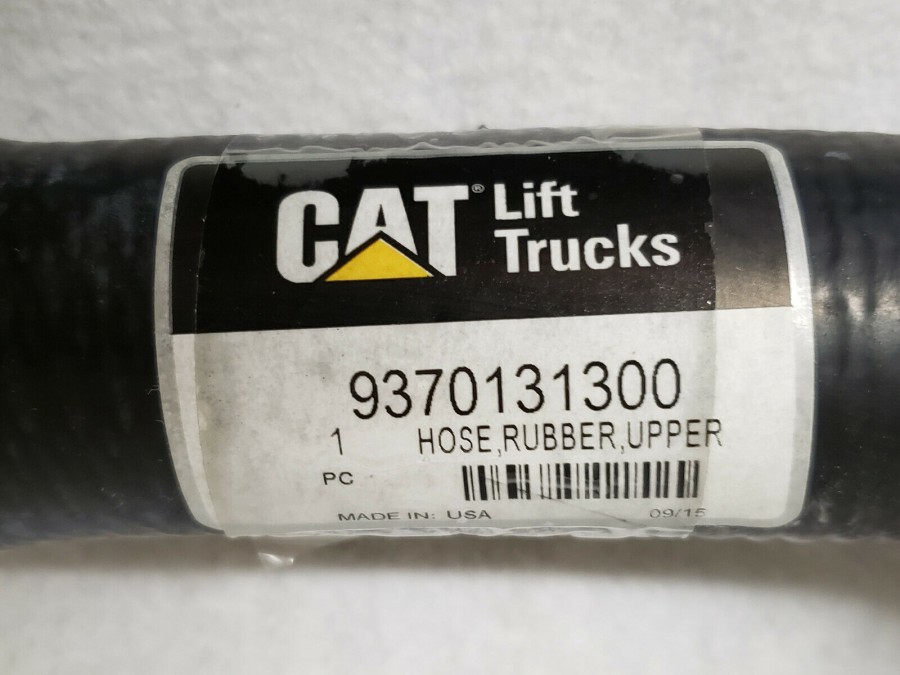 CAT® Lift
Trucks
9370131300
1 HOSE,RUBBER,UPPER
PC
MADE IN: USA 09/15